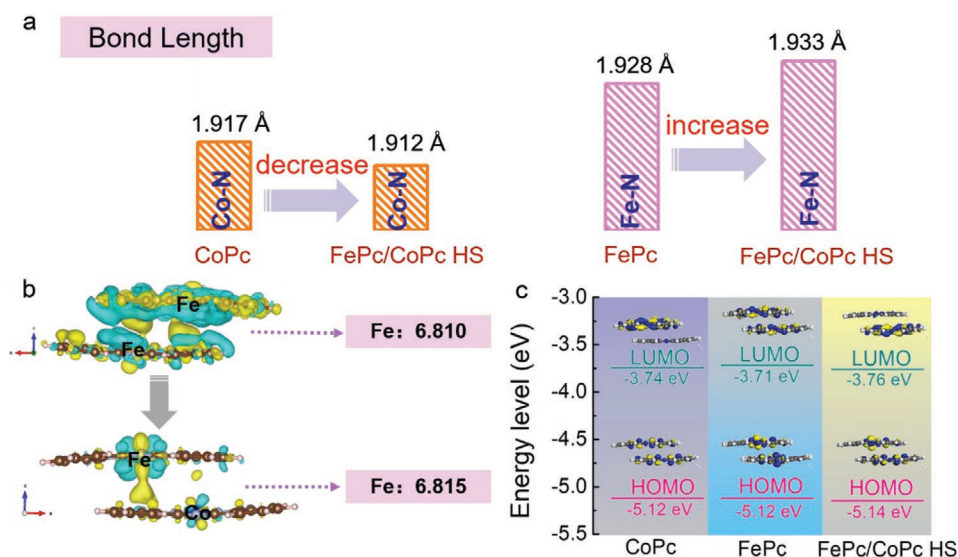 a
Bond Length
1.917 Å
decrease
1.912 Å
Co-N
Co-N
CoPc
FePc/CoPc HS
1.928 Å
increase
1.933 Å
Fe-N
Fe-N
FePc
FePc/CoPc HS
b
Fe
Fe
Fe: 6.810
Fe
Co
Fe: 6.815
c
Energy level (eV)
-3.0
-3.5
-4.0
-4.5
-5.0
-5.5
LUMO
-3.74 eV
HOMO
-5.12 eV
CoPc
LUMO
-3.71 eV
HOMO
-5.12 eV
FePc
LUMO
-3.76 eV
HOMO
-5.14 eV
FePc/CoPc HS